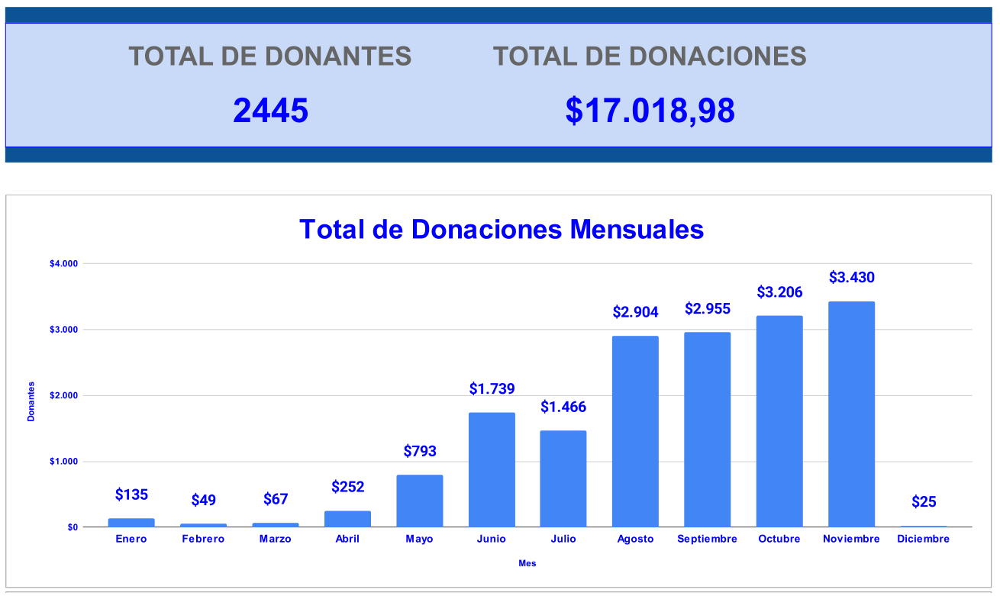 TOTAL DE DONANTES
TOTAL DE DONACIONES
2445
$17.018,98
Total de Donaciones Mensuales
$4.000
$3.000
$2.000
$1.000
$0
Donantes
$135
$49
$67
$252
$793
$1.739
$1.466
$2.904
$2.955
$3.206
$3.430
$25
Enero
Febrero
Marzo
Abril
Mayo
Junio
Julio
Agosto
Septiembre
Octubre
Noviembre
Diciembre
Mes